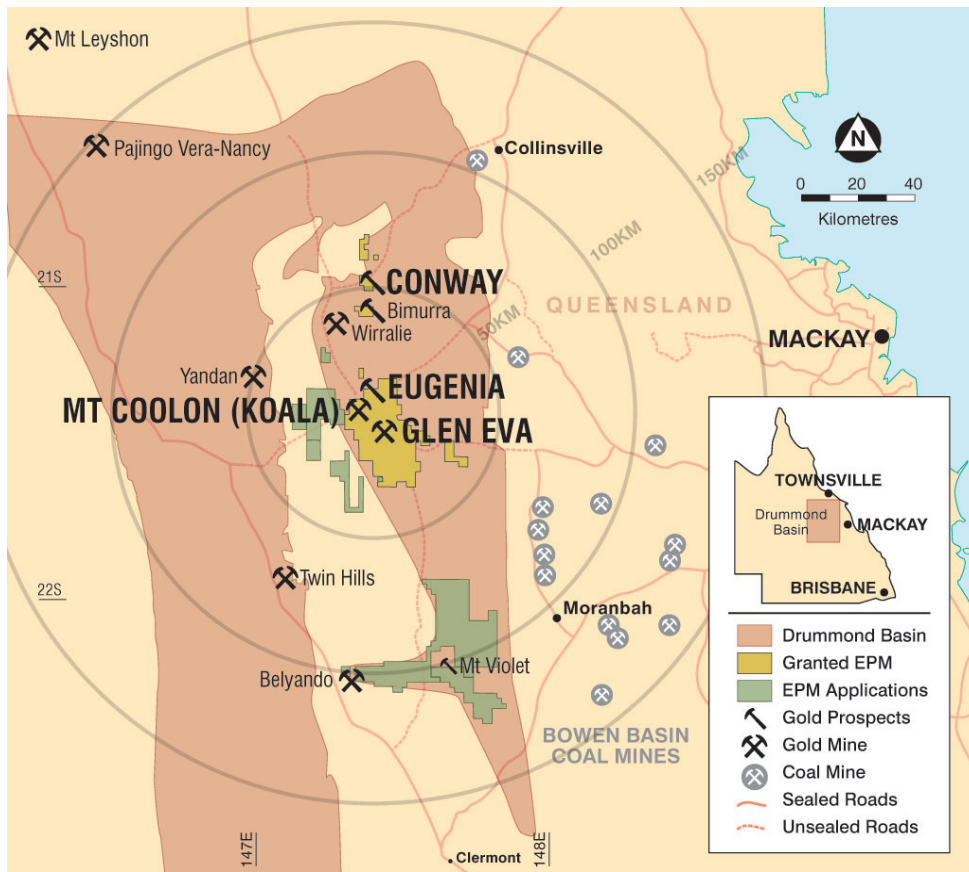 Mt Leyshon
Pajingo Vera-Nancy
Collinsville
N
0 20 40
Kilometres
150KM
100KM
50KM
21S
CONWAY
Bimurra
Wirralie
QUEENSLAND
MACKAY
Yandan
EUGENIA
MT COOLON (KOALA)
GLEN EVA
TOWNSVILLE
Drummond
Basin
MACKAY
BRISBANE
22S
Twin Hills
Moranbah
Belyando
Mt Violet
BOWEN BASIN
COAL MINES
Drummond Basin
Granted EPM
EPM Applications
Gold Prospects
Gold Mine
Coal Mine
Sealed Roads
Unsealed Roads
147E
148E
Clermont